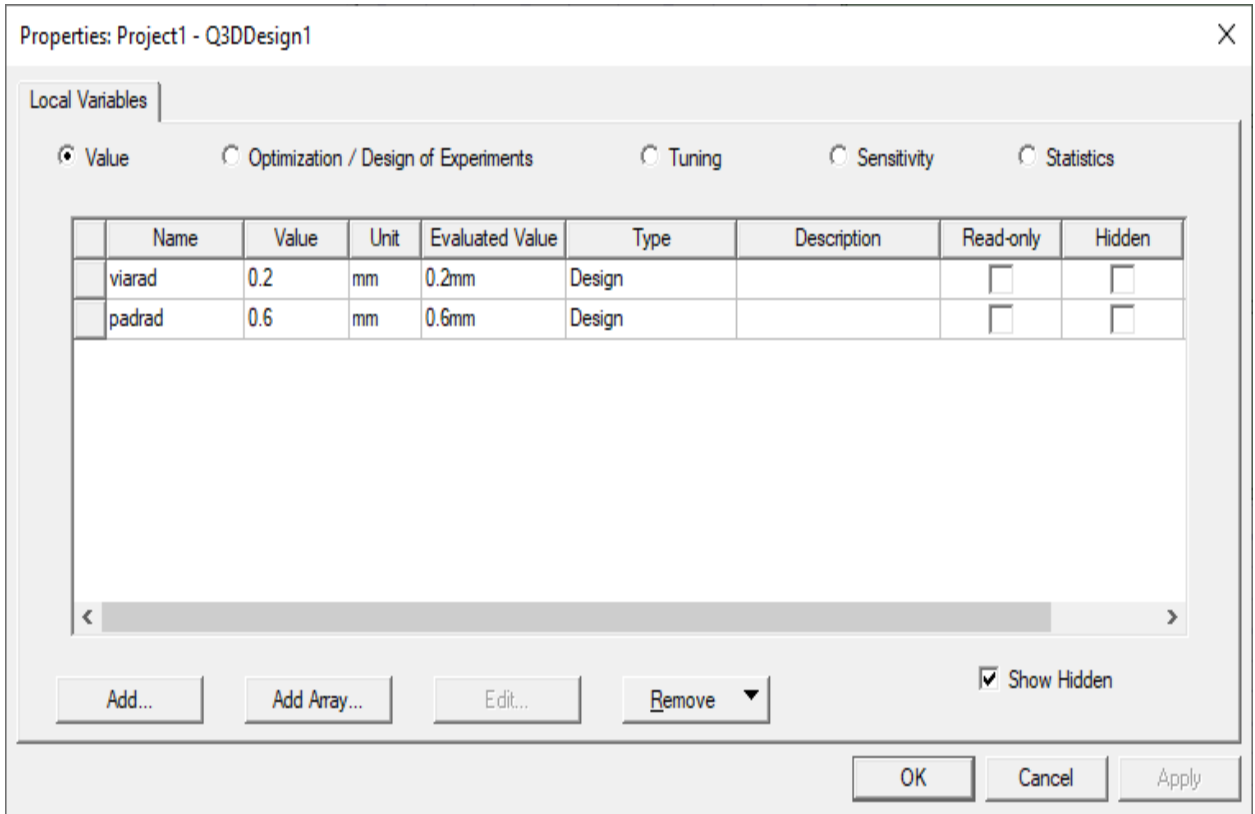 Properties: Project1 - Q3DDesign1
Local Variables
Value Optimization / Design of Experiments Tuning Sensitivity Statistics
Name Value Unit Evaluated Value Type Description Read-only Hidden
viarad 0.2 mm 0.2mm Design
padrad 0.6 mm 0.6mm Design
Show Hidden
Add... Add Array... Edit... Remove
OK Cancel Apply